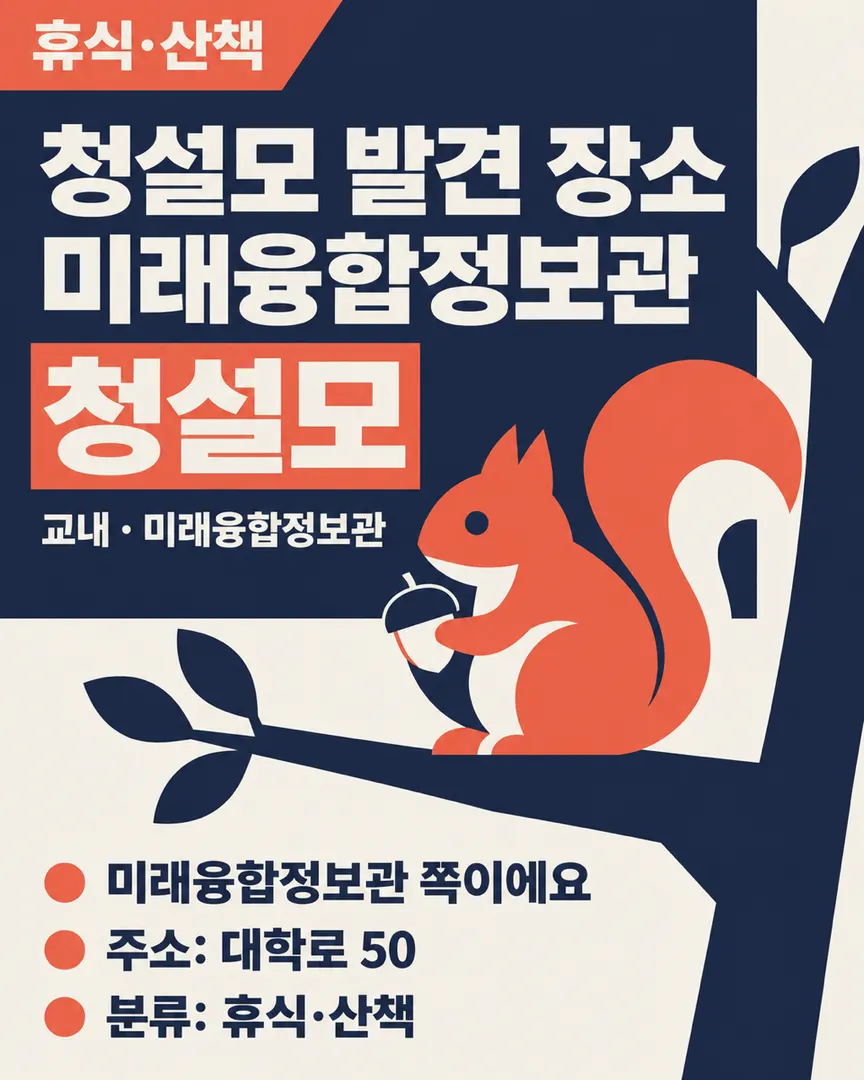 휴식·산책
청설모 발견 장소
미래융합정보관
청설모
교내 · 미래융합정보관
미래융합정보관 쪽이에요
주소: 대학로 50
분류: 휴식·산책